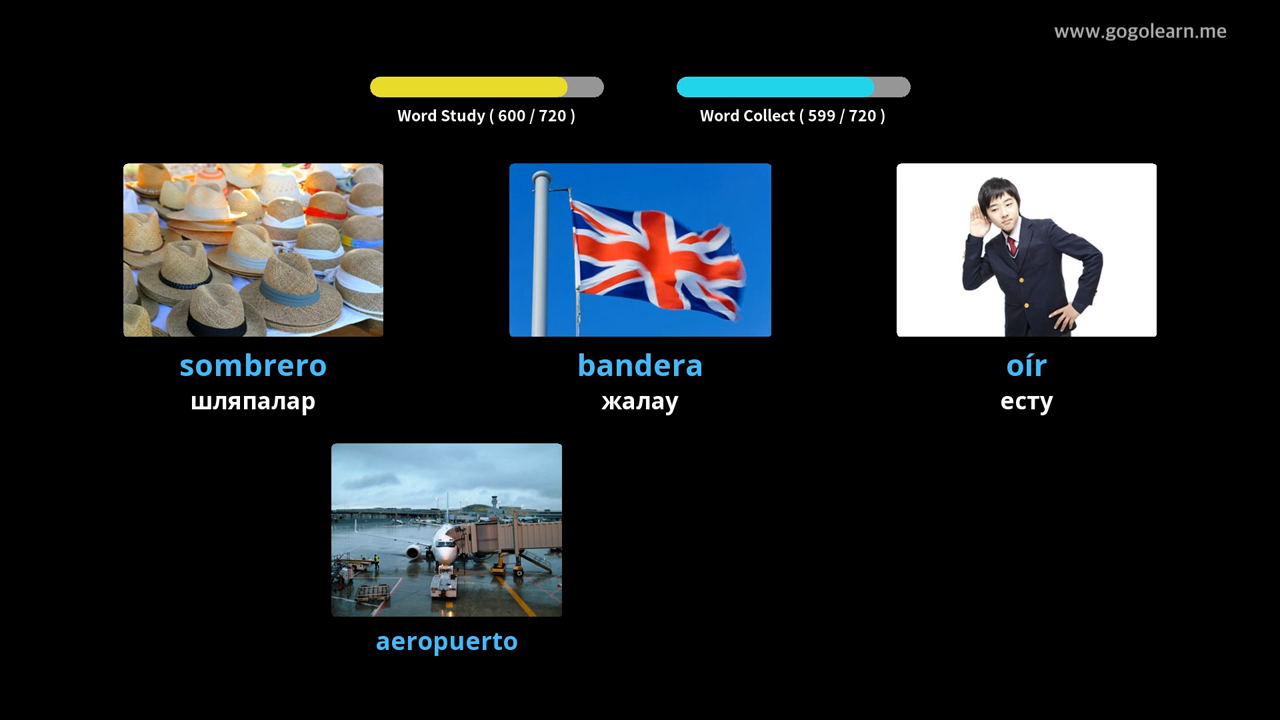 www.gogolearn.me
Word Study ( 600 / 720 )
Word Collect ( 599 / 720 )
sombrero
шляпалар
bandera
жалау
oír
есту
aeropuerto